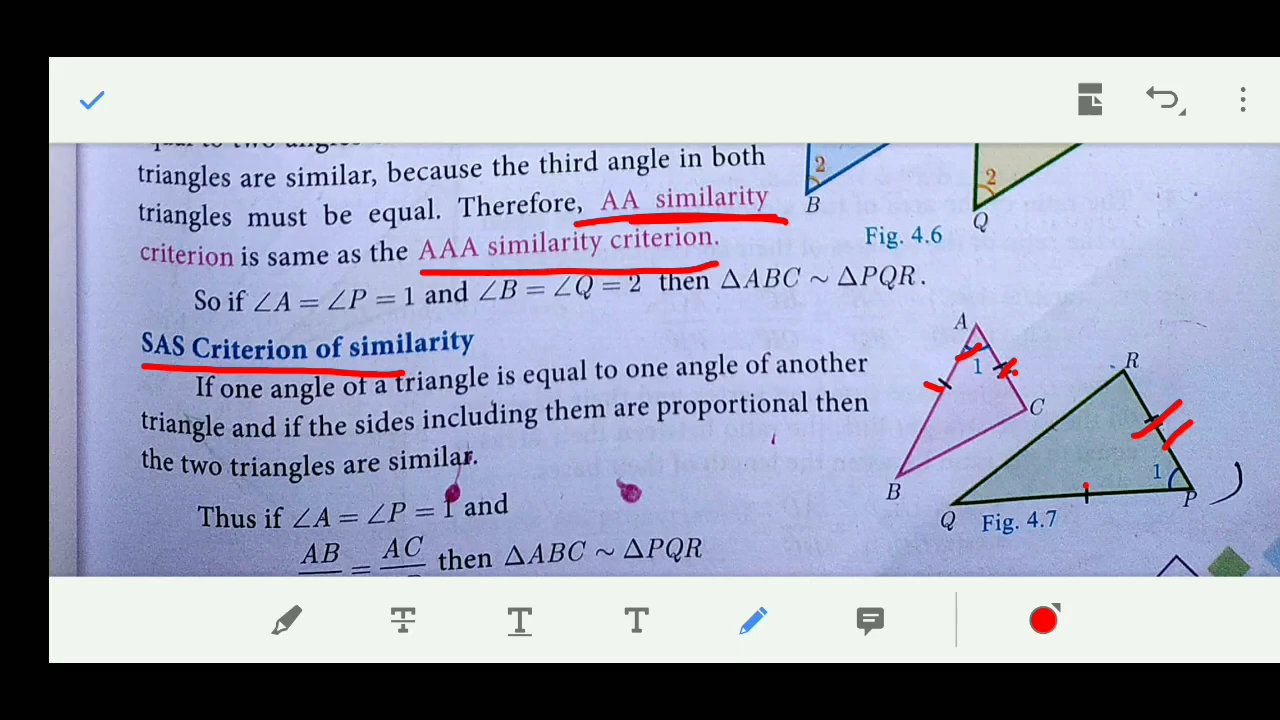 triangles are similar, because the third angle in both
triangles must be equal. Therefore, AA similarity
criterion is same as the AAA similarity criterion.
So if ∠A = ∠P = 1 and ∠B = ∠Q = 2 then ΔABC ~ ΔPQR.
SAS Criterion of similarity
If one angle of a triangle is equal to one angle of another
triangle and if the sides including them are proportional then
the two triangles are similar.
Thus if ∠A = ∠P = 1 and
AB = AC then ΔABC ~ ΔPQR
2
B
2
Q
Fig. 4.6
A
1
C
B
R
1
P
Q
Fig. 4.7
T
T
T